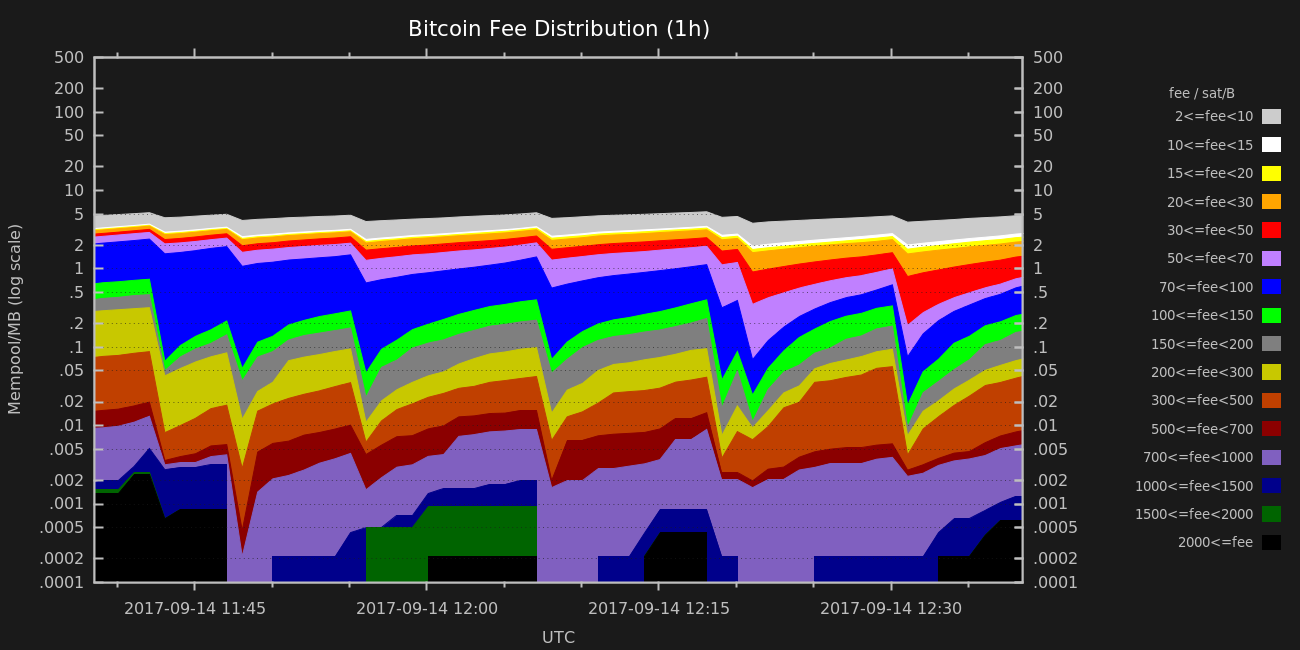 Bitcoin Fee Distribution (1h)
Mempool/MB (log scale)
500
200
100
50
20
10
5
2
1
.5
.2
.1
.05
.02
.01
.005
.002
.001
.0005
.0002
.0001
500
200
100
50
20
10
5
2
1
.5
.2
.1
.05
.02
.01
.005
.002
.001
.0005
.0002
.0001
2017-09-14 11:45
2017-09-14 12:00
2017-09-14 12:15
2017-09-14 12:30
UTC
fee / sat/B
2<=fee<10
10<=fee<15
15<=fee<20
20<=fee<30
30<=fee<50
50<=fee<70
70<=fee<100
100<=fee<150
150<=fee<200
200<=fee<300
300<=fee<500
500<=fee<700
700<=fee<1000
1000<=fee<1500
1500<=fee<2000
2000<=fee